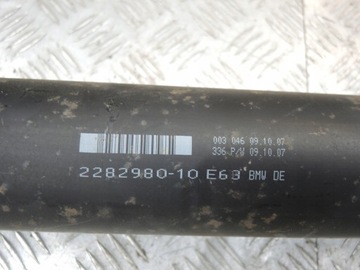 003 046 09.10.07
336 P/W 09.10.07
2282980-10 E63 BMW DE